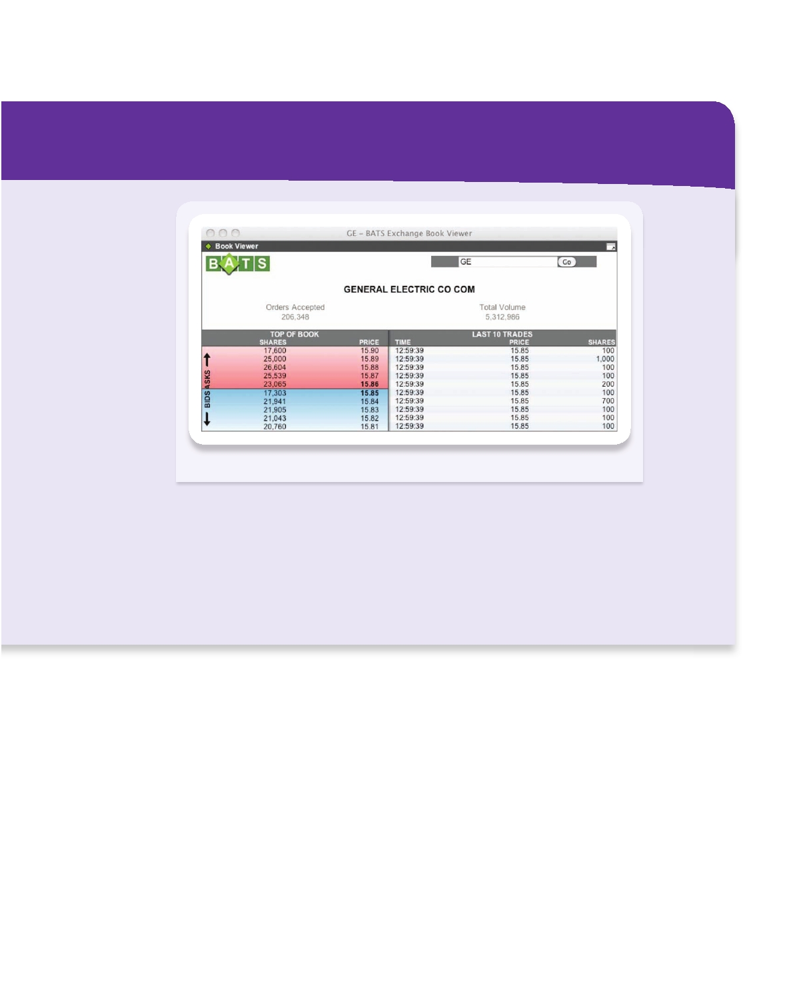 GE – BATS Exchange Book Viewer
Book Viewer
BATS
GE Go
GENERAL ELECTRIC CO COM
Orders Accepted Total Volume
206,348 5,312,986
TOP OF BOOK LAST 10 TRADES
SHARES PRICE TIME PRICE SHARES
17,600 15.90 12:59:39 15.85 100
25,000 15.89 12:59:39 15.85 1,000
26,604 15.88 12:59:39 15.85 100
25,539 15.87 12:59:39 15.85 100
23,065 15.86 12:59:39 15.85 200
17,303 15.85 12:59:39 15.85 100
21,941 15.84 12:59:39 15.85 700
21,905 15.83 12:59:39 15.85 100
21,043 15.82 12:59:39 15.85 100
20,760 15.81 12:59:39 15.85 100
ASKS
BIDS